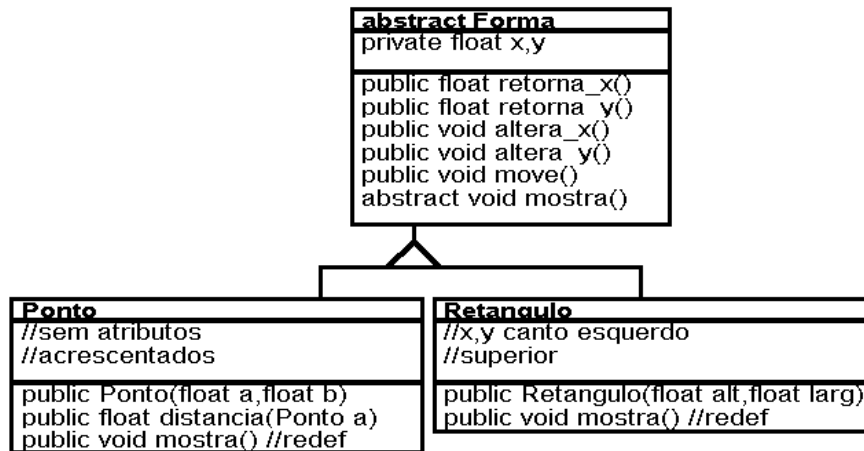 abstract Forma
private float x,y
public float retorna_x()
public float retorna_y()
public void altera_x()
public void altera_y()
public void move()
abstract void mostra()
Ponto
//sem atributos
//acrescentados
public Ponto(float a,float b)
public float distancia(Ponto a)
public void mostra() //redef
Retangulo
//x,y canto esquerdo
//superior
public Retangulo(float alt,float larg)
public void mostra() //redef